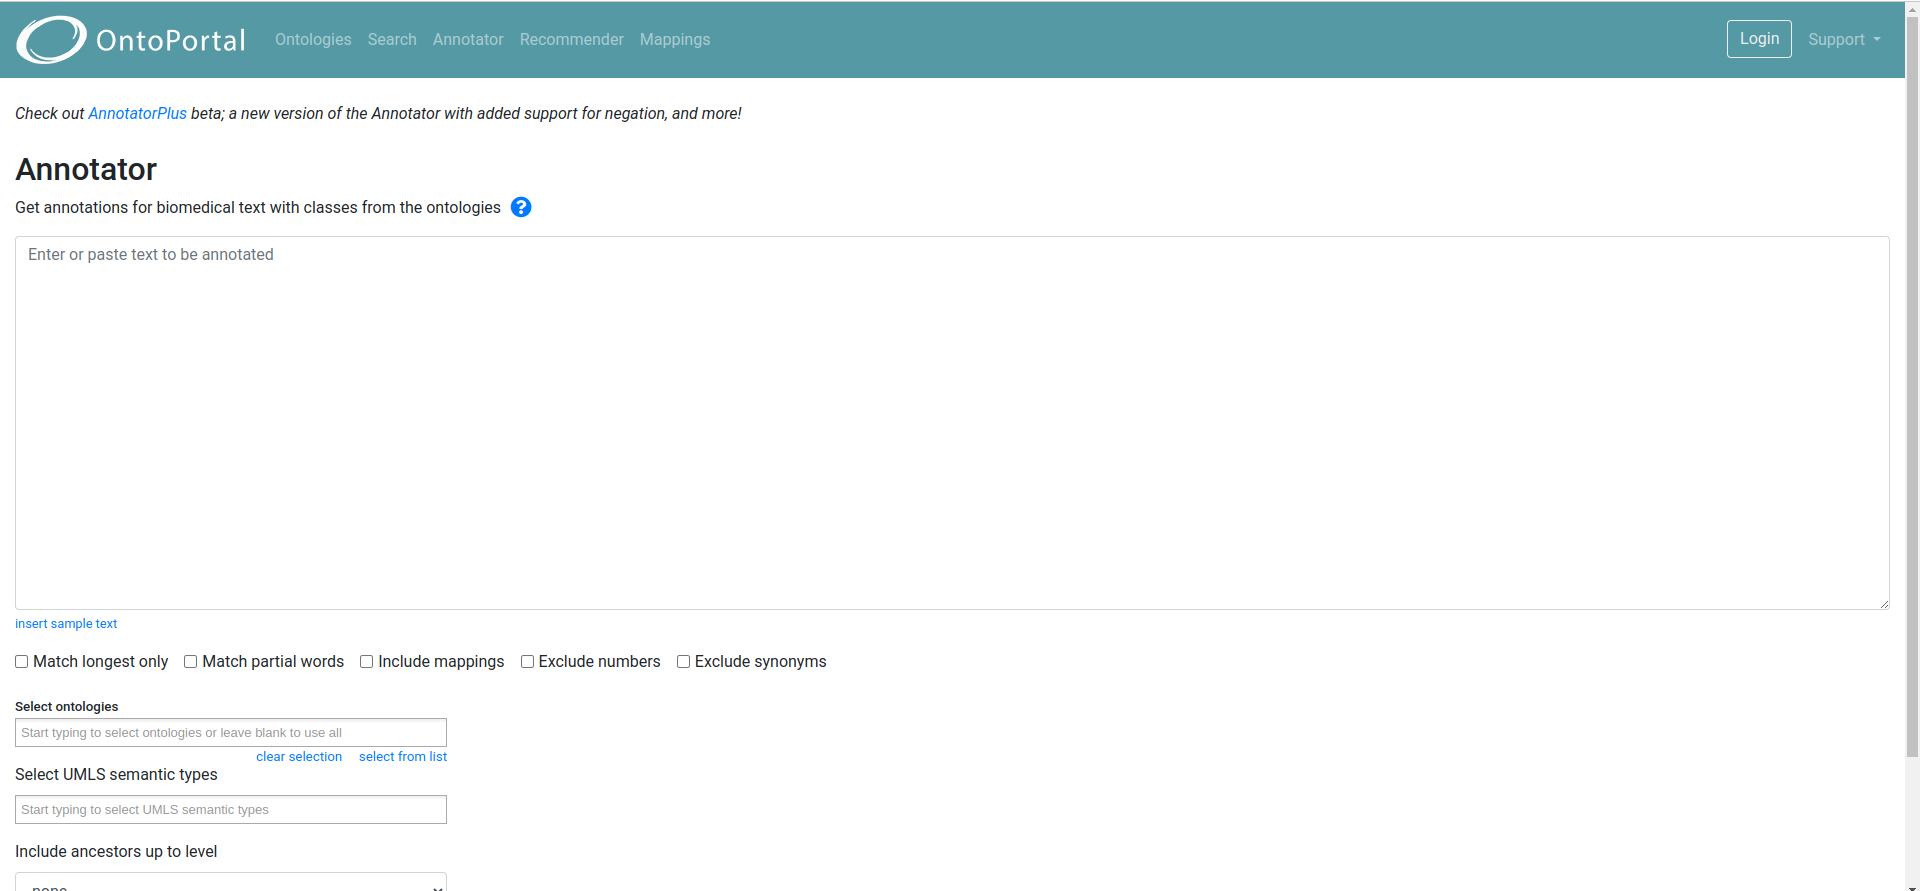 OntoPortal Ontologies Search Annotator Recommender Mappings Login Support
Check out AnnotatorPlus beta; a new version of the Annotator with added support for negation, and more!
Annotator
Get annotations for biomedical text with classes from the ontologies ?
Enter or paste text to be annotated
insert sample text
Match longest only Match partial words Include mappings Exclude numbers Exclude synonyms
Select ontologies
Start typing to select ontologies or leave blank to use all
clear selection select from list
Select UMLS semantic types
Start typing to select UMLS semantic types
Include ancestors up to level
none